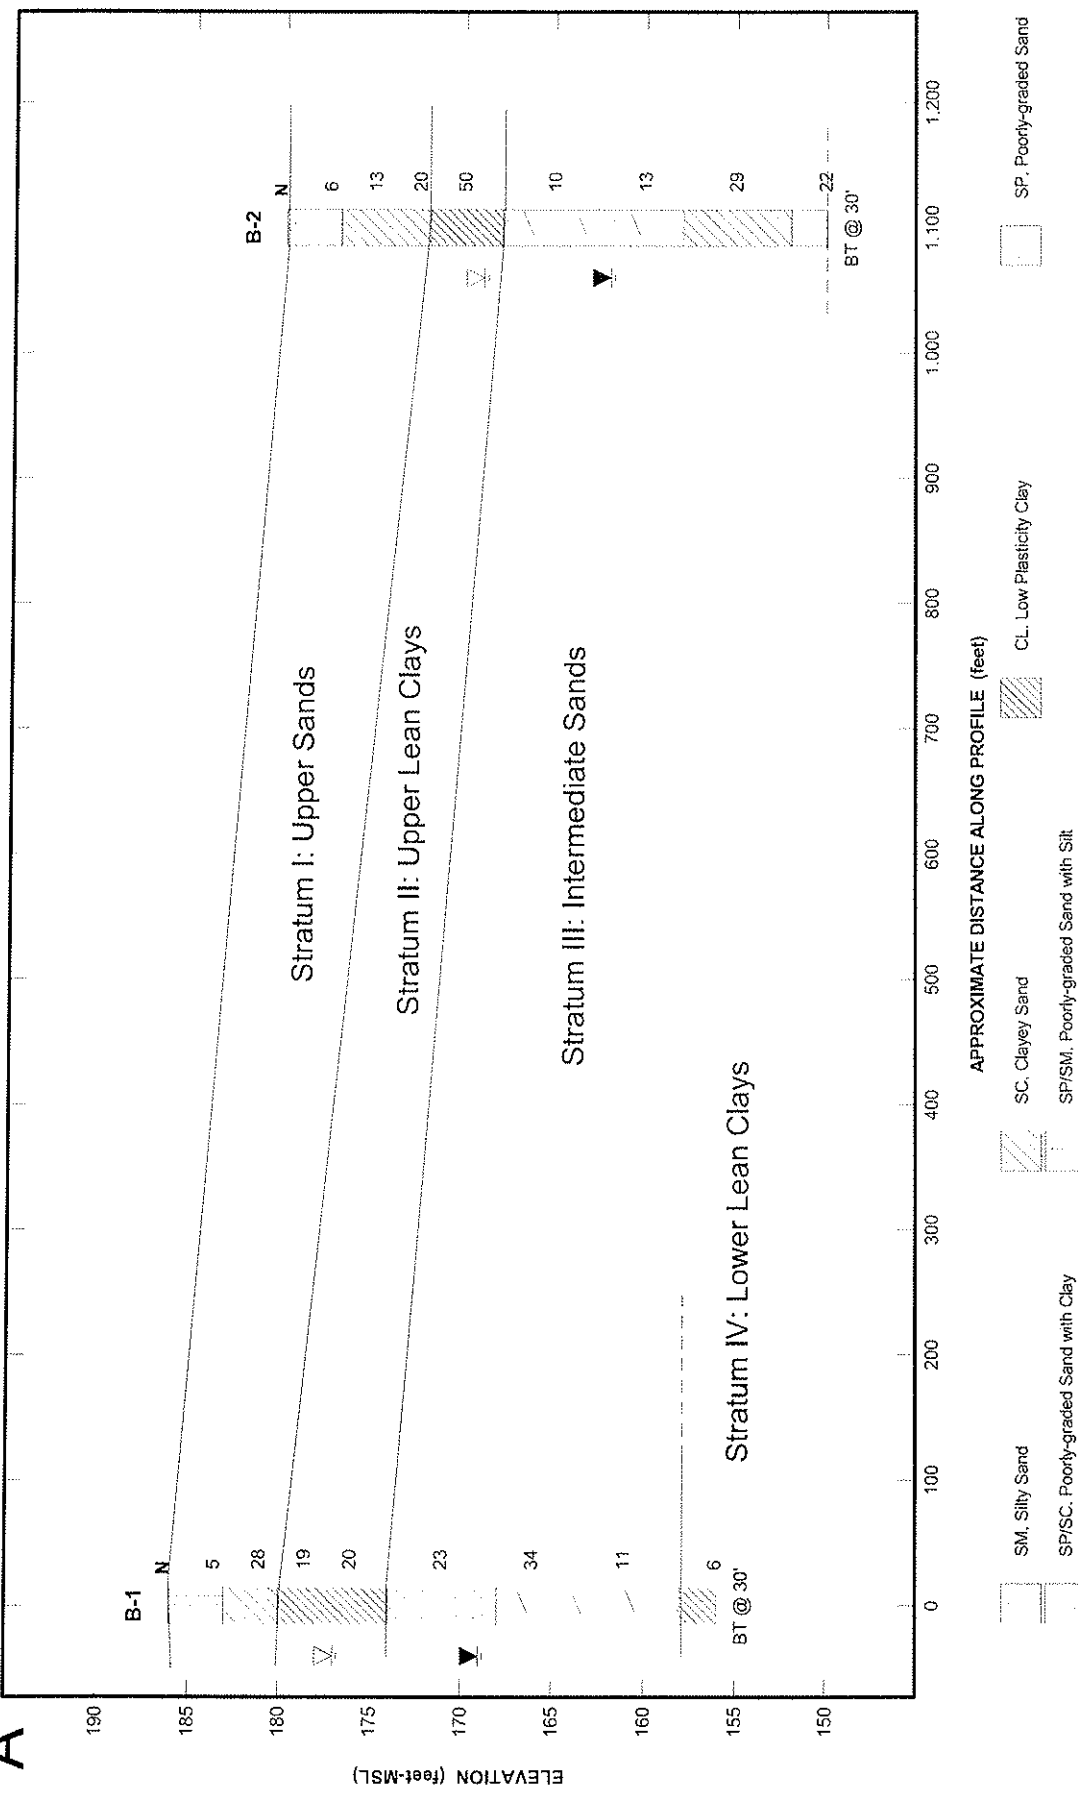 A
B-1
N
5
28
19
20
23
34
11
6
BT @ 30'
B-2
N
6
13
20
50
10
13
29
22
BT @ 30'
Stratum I: Upper Sands
Stratum II: Upper Lean Clays
Stratum III: Intermediate Sands
Stratum IV: Lower Lean Clays
ELEVATION (feet-MSL)
190
185
180
175
170
165
160
155
150
0
100
200
300
400
500
600
700
800
900
1.000
1.100
1.200
APPROXIMATE DISTANCE ALONG PROFILE (feet)
SM, Silty Sand
SC, Clayey Sand
CL, Low Plasticity Clay
SP, Poorly-graded Sand
SP/SC, Poorly-graded Sand with Clay
SP/SM, Poorly-graded Sand with Silt